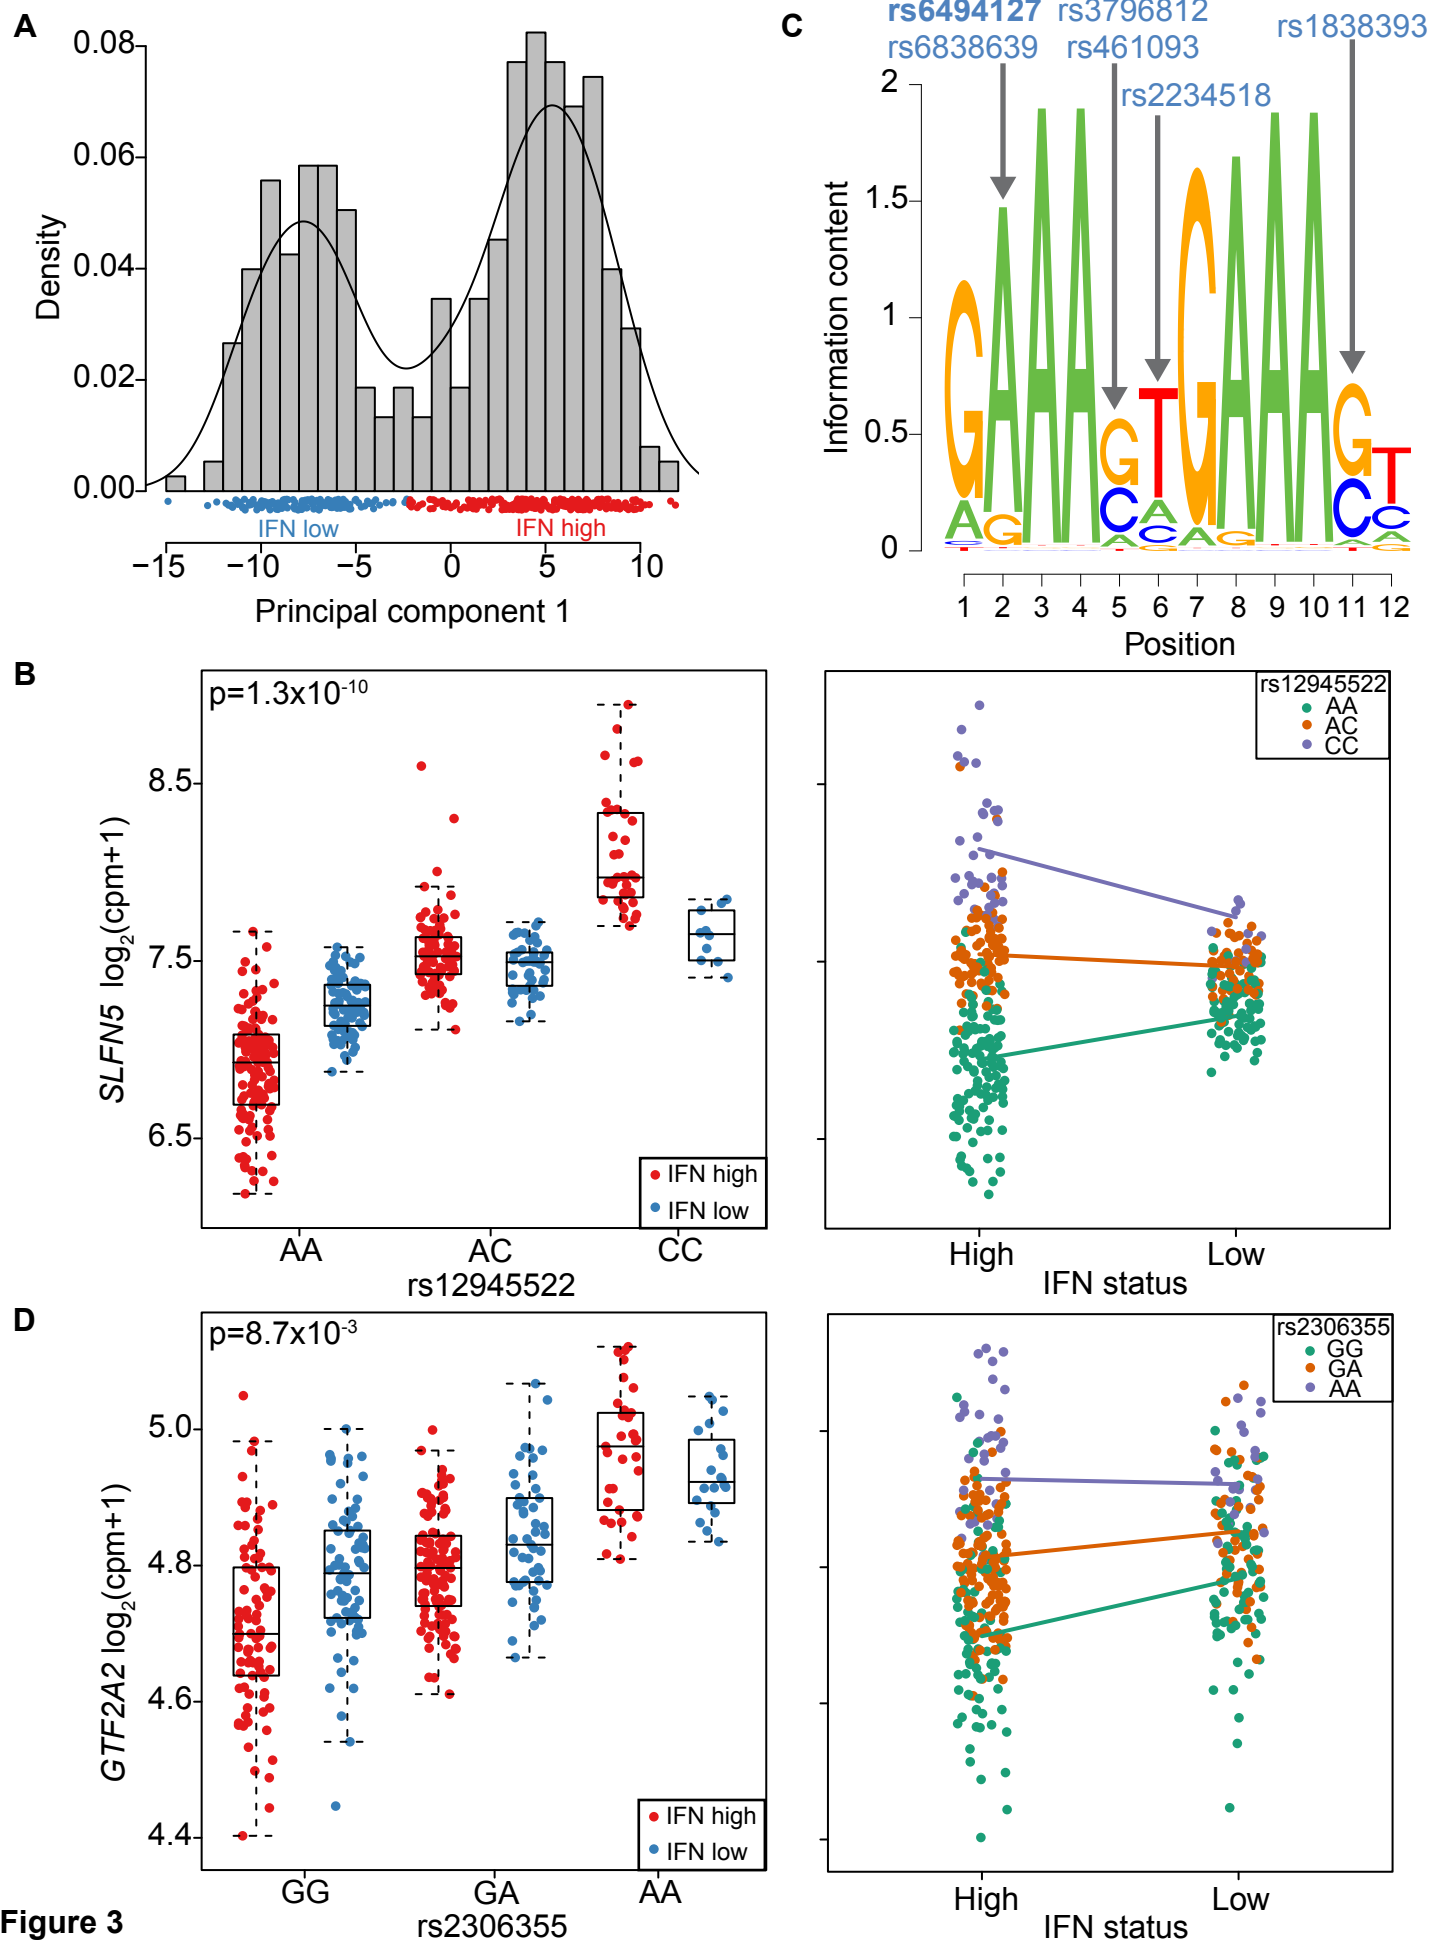 A
0.08
0.06
0.04
0.02
0.00
Density
IFN low
IFN high
−15
−10
−5
0
5
10
Principal component 1
C
rs6494127 rs3796812
rs6838639 rs461093
rs1838393
rs2234518
2
1.5
1
0.5
0
Information content
1 2 3 4 5 6 7 8 9 10 11 12
Position
B
p=1.3x10⁻¹⁰
8.5
7.5
6.5
SLFN5 log₂(cpm+1)
IFN high
IFN low
AA
AC
CC
rs12945522
rs12945522
AA
AC
CC
High
Low
IFN status
D
p=8.7x10⁻³
5.0
4.8
4.6
4.4
GTF2A2 log₂(cpm+1)
IFN high
IFN low
GG
GA
AA
rs2306355
rs2306355
GG
GA
AA
High
Low
IFN status
Figure 3